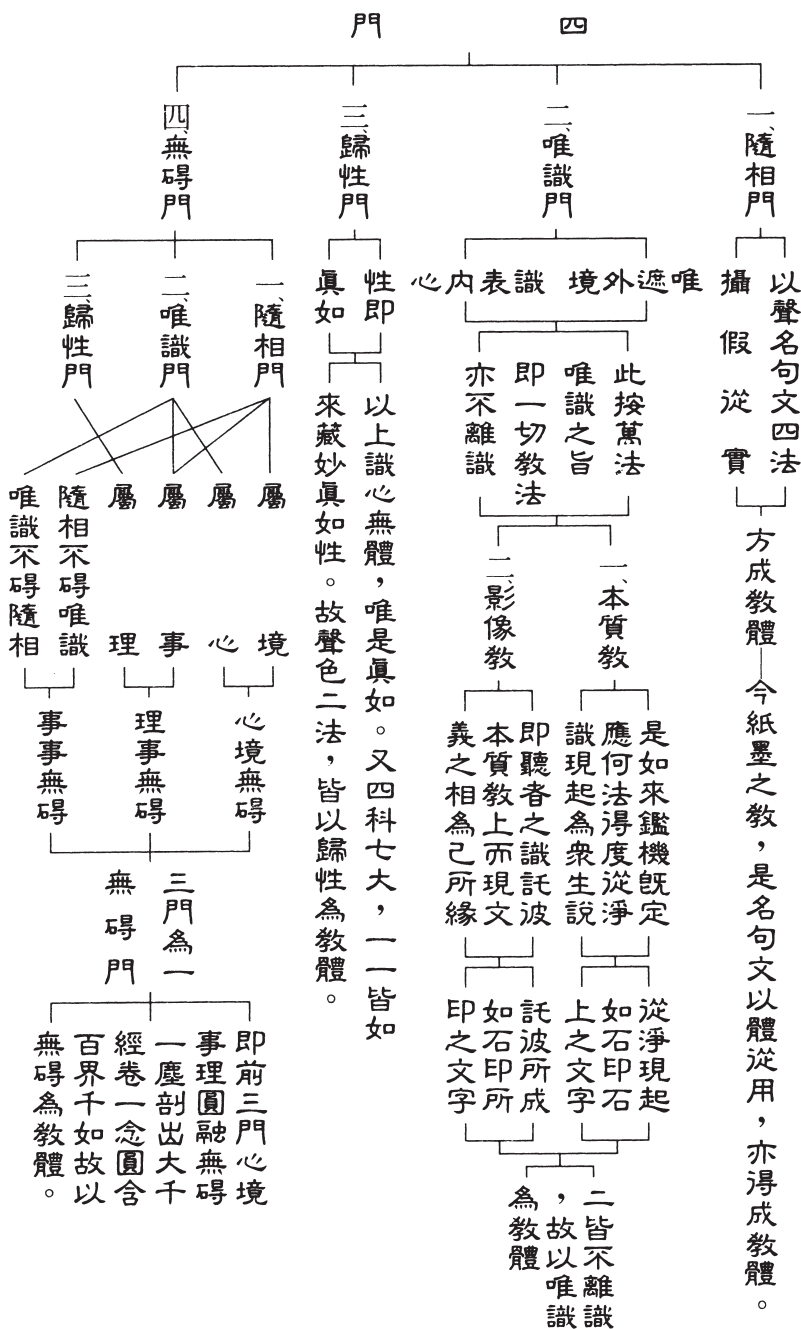 四門
一、隨相門
以聲名句文四法
攝假從實
方成教體—今紙墨之教，是名句文以體從用，亦得成教體。
二、唯識門
唯遮外境
識表內心
此按萬法
唯識之旨
即一切教法
亦不離識
一、本質教
是如來鑑機既定
應何法得度從淨
識現起為眾生說
從淨現起
如石印石
上之文字
二、影像教
即聽者之識託彼
本質教上而現文
義之相為己所緣
託彼所成
如石印所
印之文字
二皆不離識
，故以唯識
為教體
三、歸性門
性即
眞如
以上識心無體，唯是眞如。又四科七大，一一皆如
來藏妙眞如性。故聲色二法，皆以歸性為教體。
四、無碍門
一、隨相門
二、唯識門
三、歸性門
屬
屬
屬
屬
隨相不碍唯識
唯識不碍隨相
境
心
事
理
心境無碍
理事無碍
事事無碍
三門為一
無碍門
即前三門心境
事理圓融無碍
一塵剖出大千
經卷一念圓含
百界千如故以
無碍為教體。